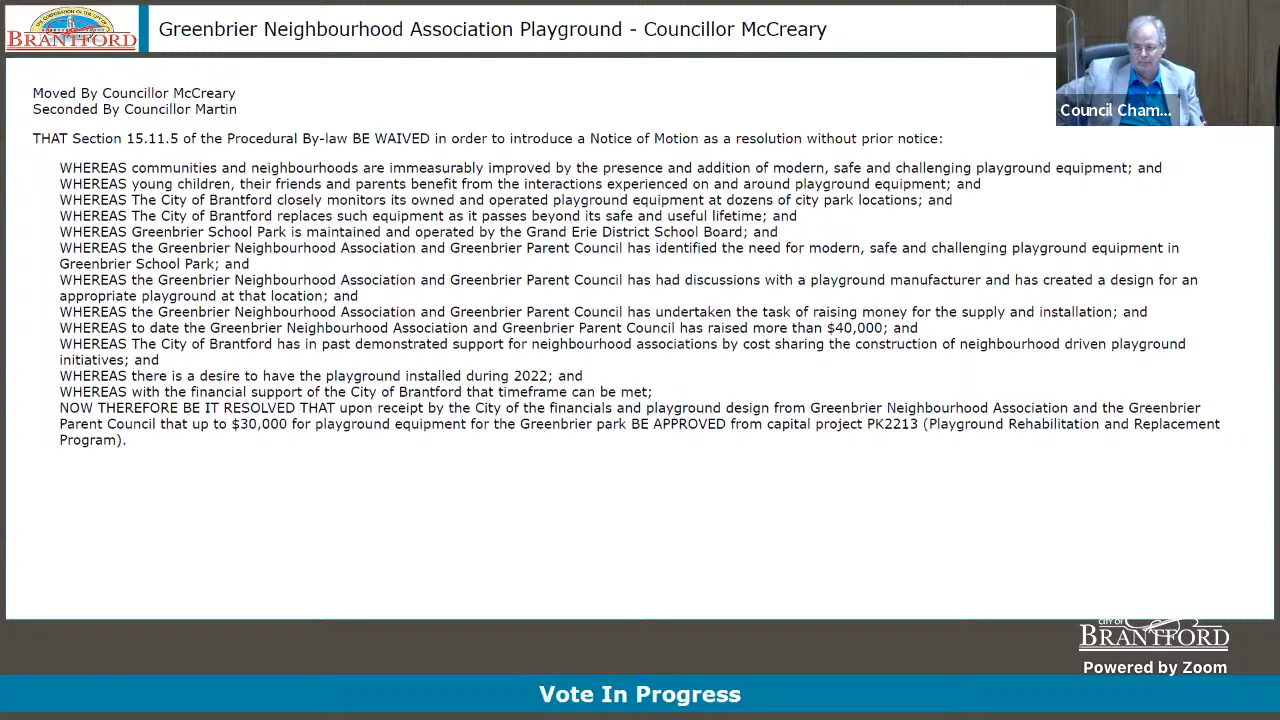 THE CORPORATION OF THE CITY OF
BRANTFORD
Greenbrier Neighbourhood Association Playground - Councillor McCreary
Council Cham...
Moved By Councillor McCreary
Seconded By Councillor Martin
THAT Section 15.11.5 of the Procedural By-law BE WAIVED in order to introduce a Notice of Motion as a resolution without prior notice:
WHEREAS communities and neighbourhoods are immeasurably improved by the presence and addition of modern, safe and challenging playground equipment; and
WHEREAS young children, their friends and parents benefit from the interactions experienced on and around playground equipment; and
WHEREAS The City of Brantford closely monitors its owned and operated playground equipment at dozens of city park locations; and
WHEREAS The City of Brantford replaces such equipment as it passes beyond its safe and useful lifetime; and
WHEREAS Greenbrier School Park is maintained and operated by the Grand Erie District School Board; and
WHEREAS the Greenbrier Neighbourhood Association and Greenbrier Parent Council has identified the need for modern, safe and challenging playground equipment in
Greenbrier School Park; and
WHEREAS the Greenbrier Neighbourhood Association and Greenbrier Parent Council has had discussions with a playground manufacturer and has created a design for an
appropriate playground at that location; and
WHEREAS the Greenbrier Neighbourhood Association and Greenbrier Parent Council has undertaken the task of raising money for the supply and installation; and
WHEREAS to date the Greenbrier Neighbourhood Association and Greenbrier Parent Council has raised more than $40,000; and
WHEREAS The City of Brantford has in past demonstrated support for neighbourhood associations by cost sharing the construction of neighbourhood driven playground
initiatives; and
WHEREAS there is a desire to have the playground installed during 2022; and
WHEREAS with the financial support of the City of Brantford that timeframe can be met;
NOW THEREFORE BE IT RESOLVED THAT upon receipt by the City of the financials and playground design from Greenbrier Neighbourhood Association and the Greenbrier
Parent Council that up to $30,000 for playground equipment for the Greenbrier park BE APPROVED from capital project PK2213 (Playground Rehabilitation and Replacement
Program).
CITY OF
BRANTFORD
Powered by Zoom
Vote In Progress